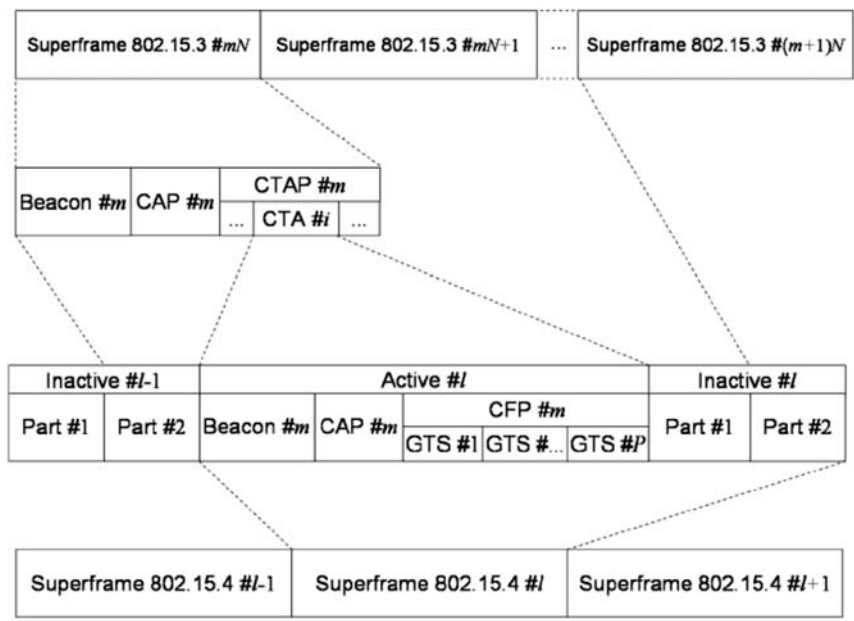 Superframe 802.15.3 #mN Superframe 802.15.3 #mN+1 ... Superframe 802.15.3 #(m+1)N
Beacon #m CAP #m CTAP #m
... CTA #i ...
Inactive #l-1 Active #l Inactive #l
Part #1 Part #2 Beacon #m CAP #m CFP #m Part #1 Part #2
GTS #1 GTS #... GTS #P
Superframe 802.15.4 #l-1 Superframe 802.15.4 #l Superframe 802.15.4 #l+1